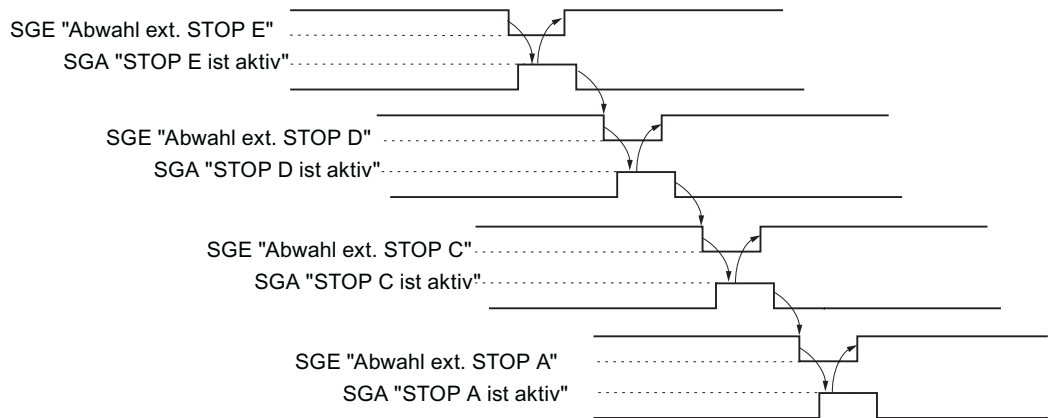 SGE "Abwahl ext. STOP E"
SGA "STOP E ist aktiv"
SGE "Abwahl ext. STOP D"
SGA "STOP D ist aktiv"
SGE "Abwahl ext. STOP C"
SGA "STOP C ist aktiv"
SGE "Abwahl ext. STOP A"
SGA "STOP A ist aktiv"